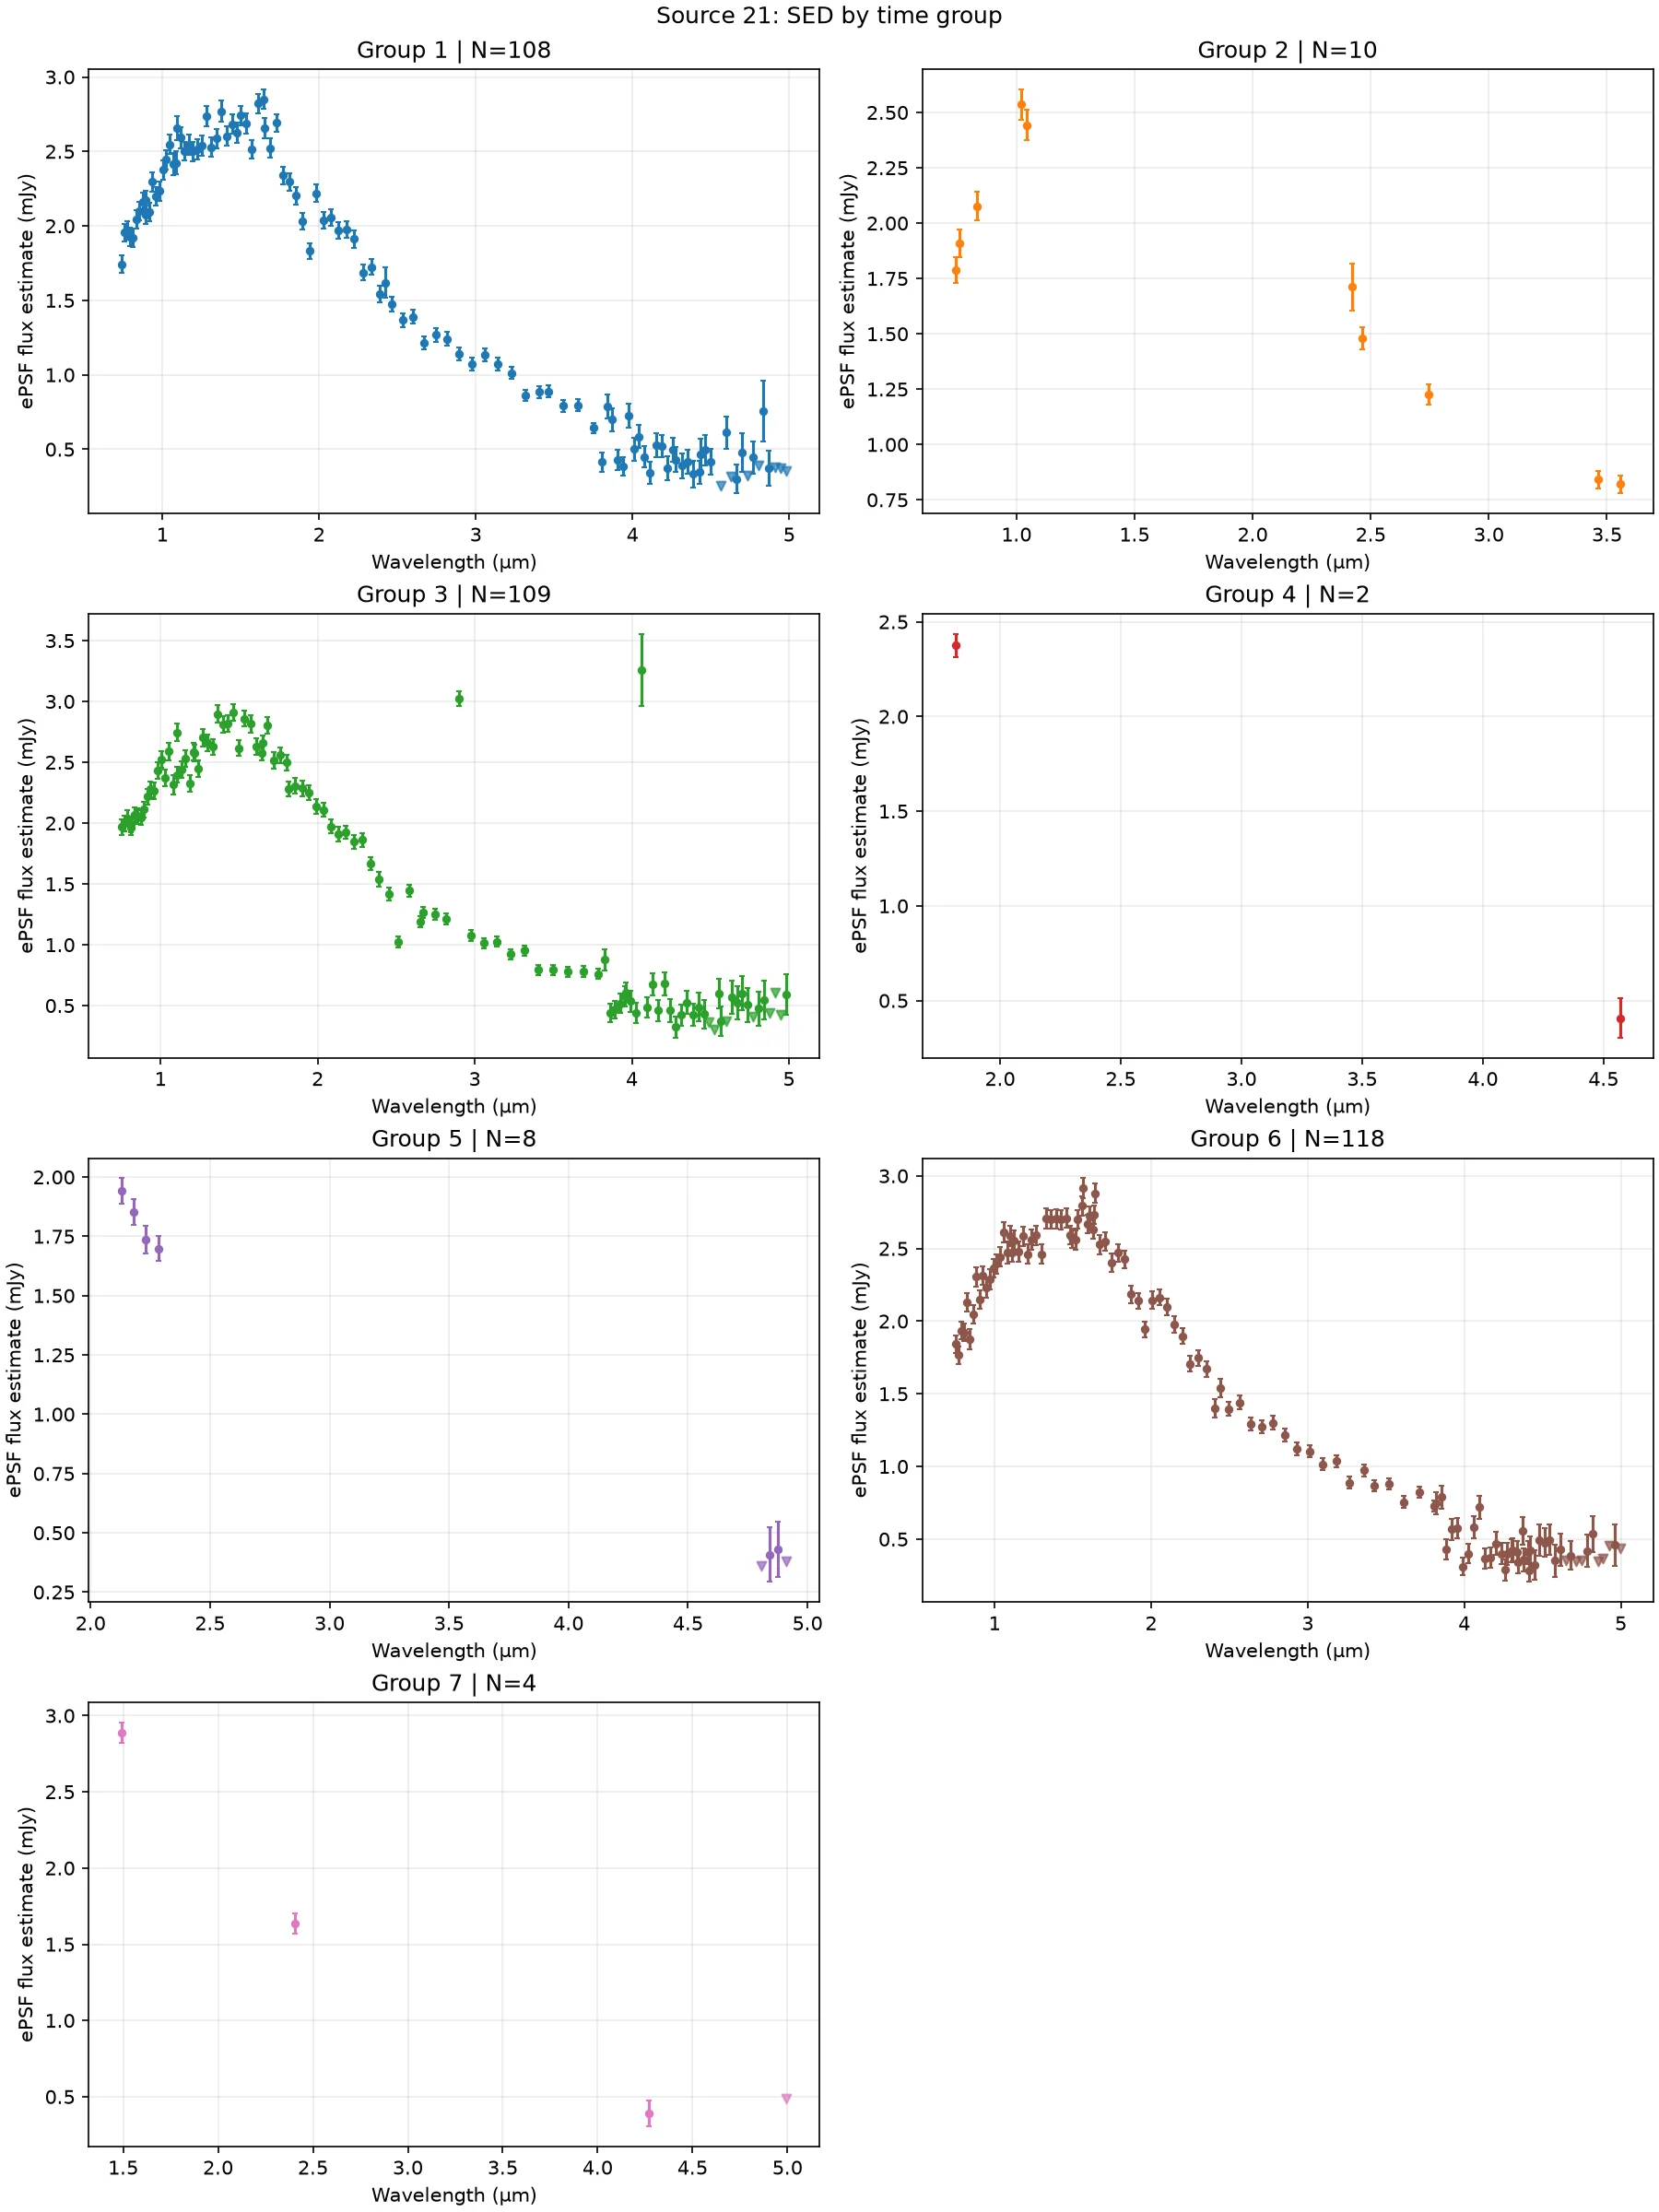 Source 21: SED by time group
Group 1 | N=108
3.0
2.5
2.0
1.5
1.0
0.5
ePSF flux estimate (mJy)
1 2 3 4 5
Wavelength (µm)
Group 2 | N=10
2.50
2.25
2.00
1.75
1.50
1.25
1.00
0.75
ePSF flux estimate (mJy)
1.0 1.5 2.0 2.5 3.0 3.5
Wavelength (µm)
Group 3 | N=109
3.5
3.0
2.5
2.0
1.5
1.0
0.5
ePSF flux estimate (mJy)
1 2 3 4 5
Wavelength (µm)
Group 4 | N=2
2.5
2.0
1.5
1.0
0.5
ePSF flux estimate (mJy)
2.0 2.5 3.0 3.5 4.0 4.5
Wavelength (µm)
Group 5 | N=8
2.00
1.75
1.50
1.25
1.00
0.75
0.50
0.25
ePSF flux estimate (mJy)
2.0 2.5 3.0 3.5 4.0 4.5 5.0
Wavelength (µm)
Group 6 | N=118
3.0
2.5
2.0
1.5
1.0
0.5
ePSF flux estimate (mJy)
1 2 3 4 5
Wavelength (µm)
Group 7 | N=4
3.0
2.5
2.0
1.5
1.0
0.5
ePSF flux estimate (mJy)
1.5 2.0 2.5 3.0 3.5 4.0 4.5 5.0
Wavelength (µm)